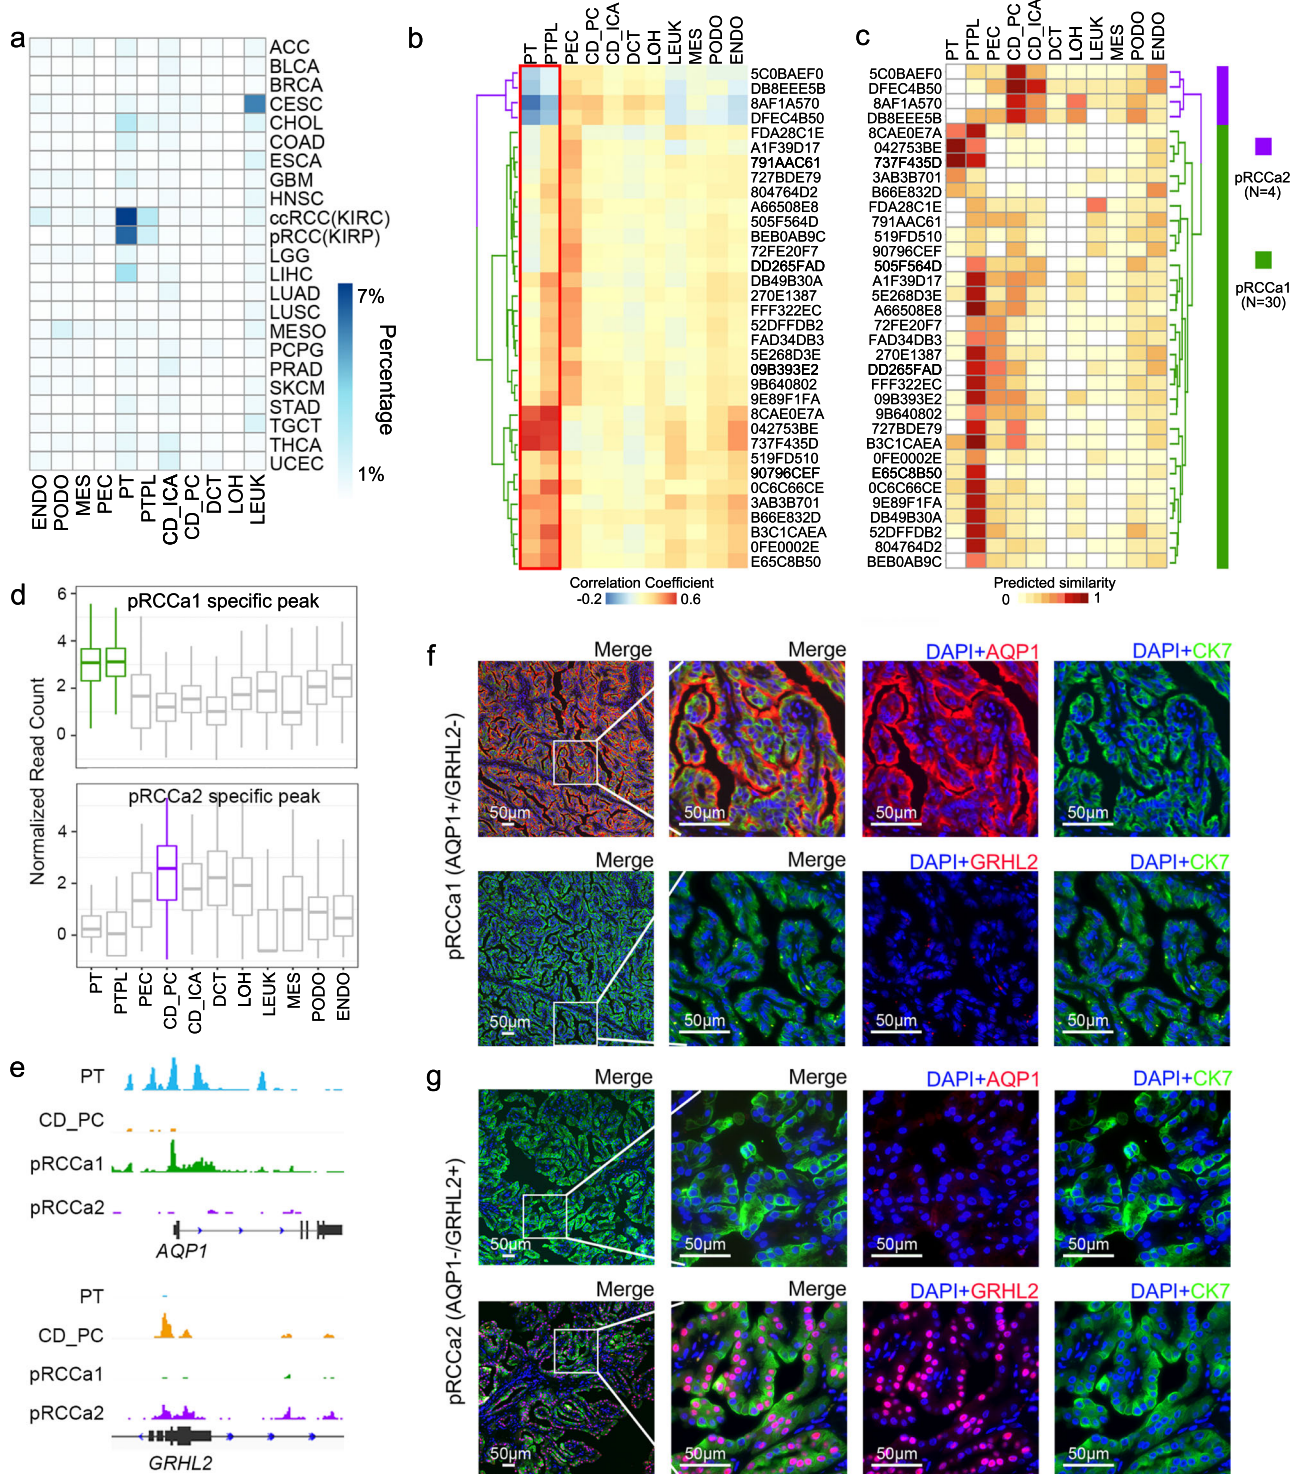 a
ACC
BLCA
BRCA
CESC
CHOL
COAD
ESCA
GBM
HNSC
ccRCC(KIRC)
pRCC(KIRP)
LGG
LIHC
LUAD
LUSC
MESO
PCPG
PRAD
SKCM
STAD
TGCT
THCA
UCEC
ENDO
PODO
MES
PEC
PT
PTPL
CD_ICA
CD_PC
DCT
LOH
LEUK
7%
Percentage
1%
b
PT
PTPL
PEC
CD_PC
CD_ICA
DCT
LOH
LEUK
MES
PODO
ENDO
5C0BAEF0
DB8EEE5B
8AF1A570
DFEC4B50
FDA28C1E
A1F39D17
791AAC61
727BDE79
804764D2
A66508E8
505F564D
BEB0AB9C
72FE20F7
DD265FAD
DB49B30A
270E1387
FFF322EC
52DFFDB2
FAD34DB3
5E268D3E
09B393E2
9B640802
9E89F1FA
8CAE0E7A
042753BE
737F435D
519FD510
90796CEF
0C6C66CE
3AB3B701
B66E832D
B3C1CAEA
0FE0002E
E65C8B50
Correlation Coefficient
-0.2 0.6
c
PT
PTPL
PEC
CD_PC
CD_ICA
DCT
LOH
LEUK
MES
PODO
ENDO
5C0BAEF0
DFEC4B50
8AF1A570
DB8EEE5B
8CAE0E7A
042753BE
737F435D
3AB3B701
B66E832D
FDA28C1E
791AAC61
519FD510
90796CEF
505F564D
A1F39D17
5E268D3E
A66508E8
72FE20F7
FAD34DB3
270E1387
DD265FAD
FFF322EC
09B393E2
9B640802
727BDE79
B3C1CAEA
0FE0002E
E65C8B50
0C6C66CE
9E89F1FA
DB49B30A
52DFFDB2
804764D2
BEB0AB9C
Predicted similarity
0 1
pRCCa2
(N=4)
pRCCa1
(N=30)
d
pRCCa1 specific peak
6
4
2
0
Normalized Read Count
pRCCa2 specific peak
4
2
0
PT
PTPL
PEC
CD_PC
CD_ICA
DCT
LOH
LEUK
MES
PODO
ENDO
e
PT
CD_PC
pRCCa1
pRCCa2
AQP1
PT
CD_PC
pRCCa1
pRCCa2
GRHL2
f
pRCCa1 (AQP1+/GRHL2-)
Merge Merge DAPI+AQP1 DAPI+CK7
50μm 50μm 50μm 50μm
Merge Merge DAPI+GRHL2 DAPI+CK7
50μm 50μm 50μm 50μm
g
pRCCa2 (AQP1-/GRHL2+)
Merge Merge DAPI+AQP1 DAPI+CK7
50μm 50μm 50μm 50μm
Merge Merge DAPI+GRHL2 DAPI+CK7
50μm 50μm 50μm 50μm